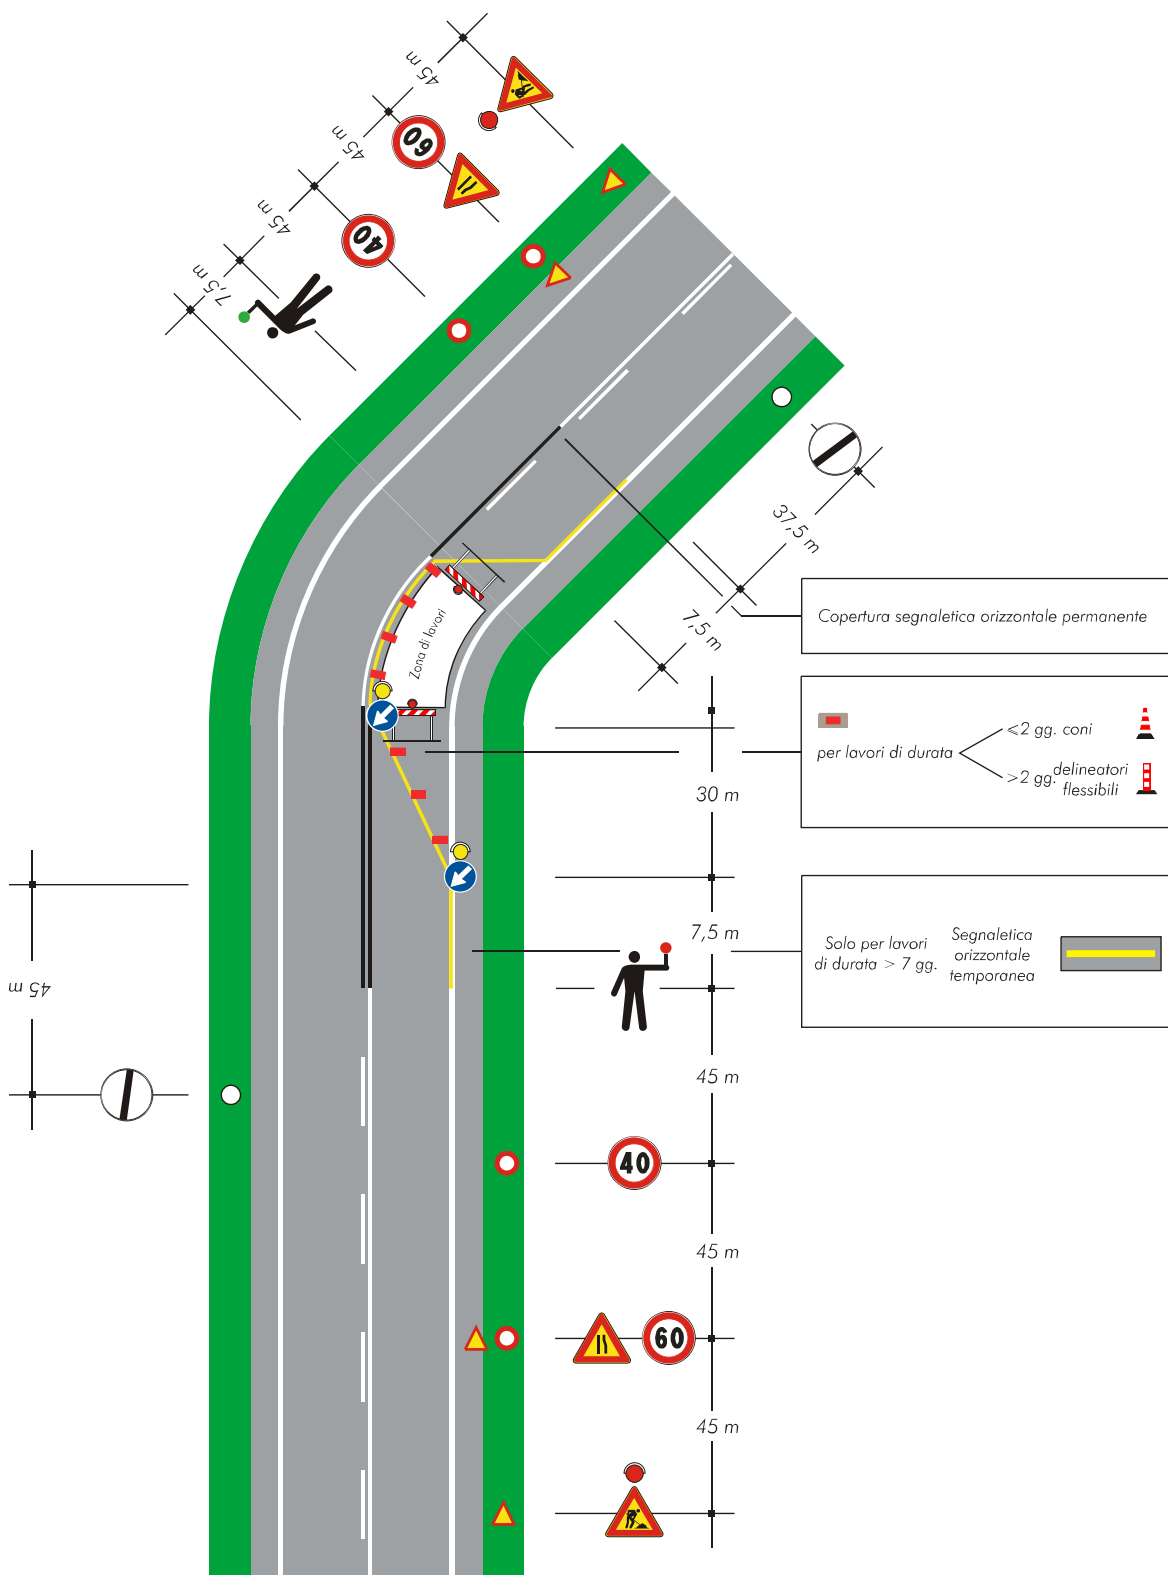 45 m
45 m
60
45 m
40
7,5 m
37,5 m
7,5 m
Copertura segnaletica orizzontale permanente
Zona di lavori
per lavori di durata
≤2 gg. coni
>2 gg. delineatori
flessibili
30 m
7,5 m
Solo per lavori
di durata > 7 gg.
Segnaletica
orizzontale
temporanea
45 m
45 m
40
45 m
60
45 m